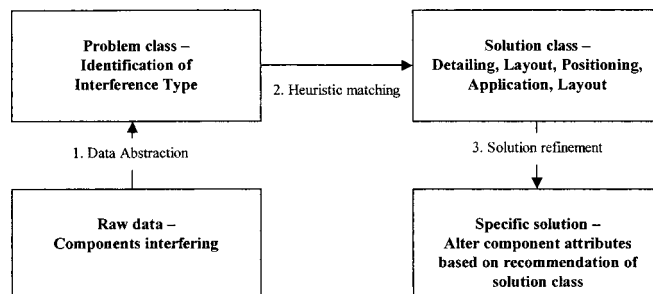 Problem class –
Identification of
Interference Type
2. Heuristic matching
Solution class –
Detailing, Layout, Positioning,
Application, Layout
1. Data Abstraction
3. Solution refinement
Raw data –
Components interfering
Specific solution –
Alter component attributes
based on recommendation of
solution class